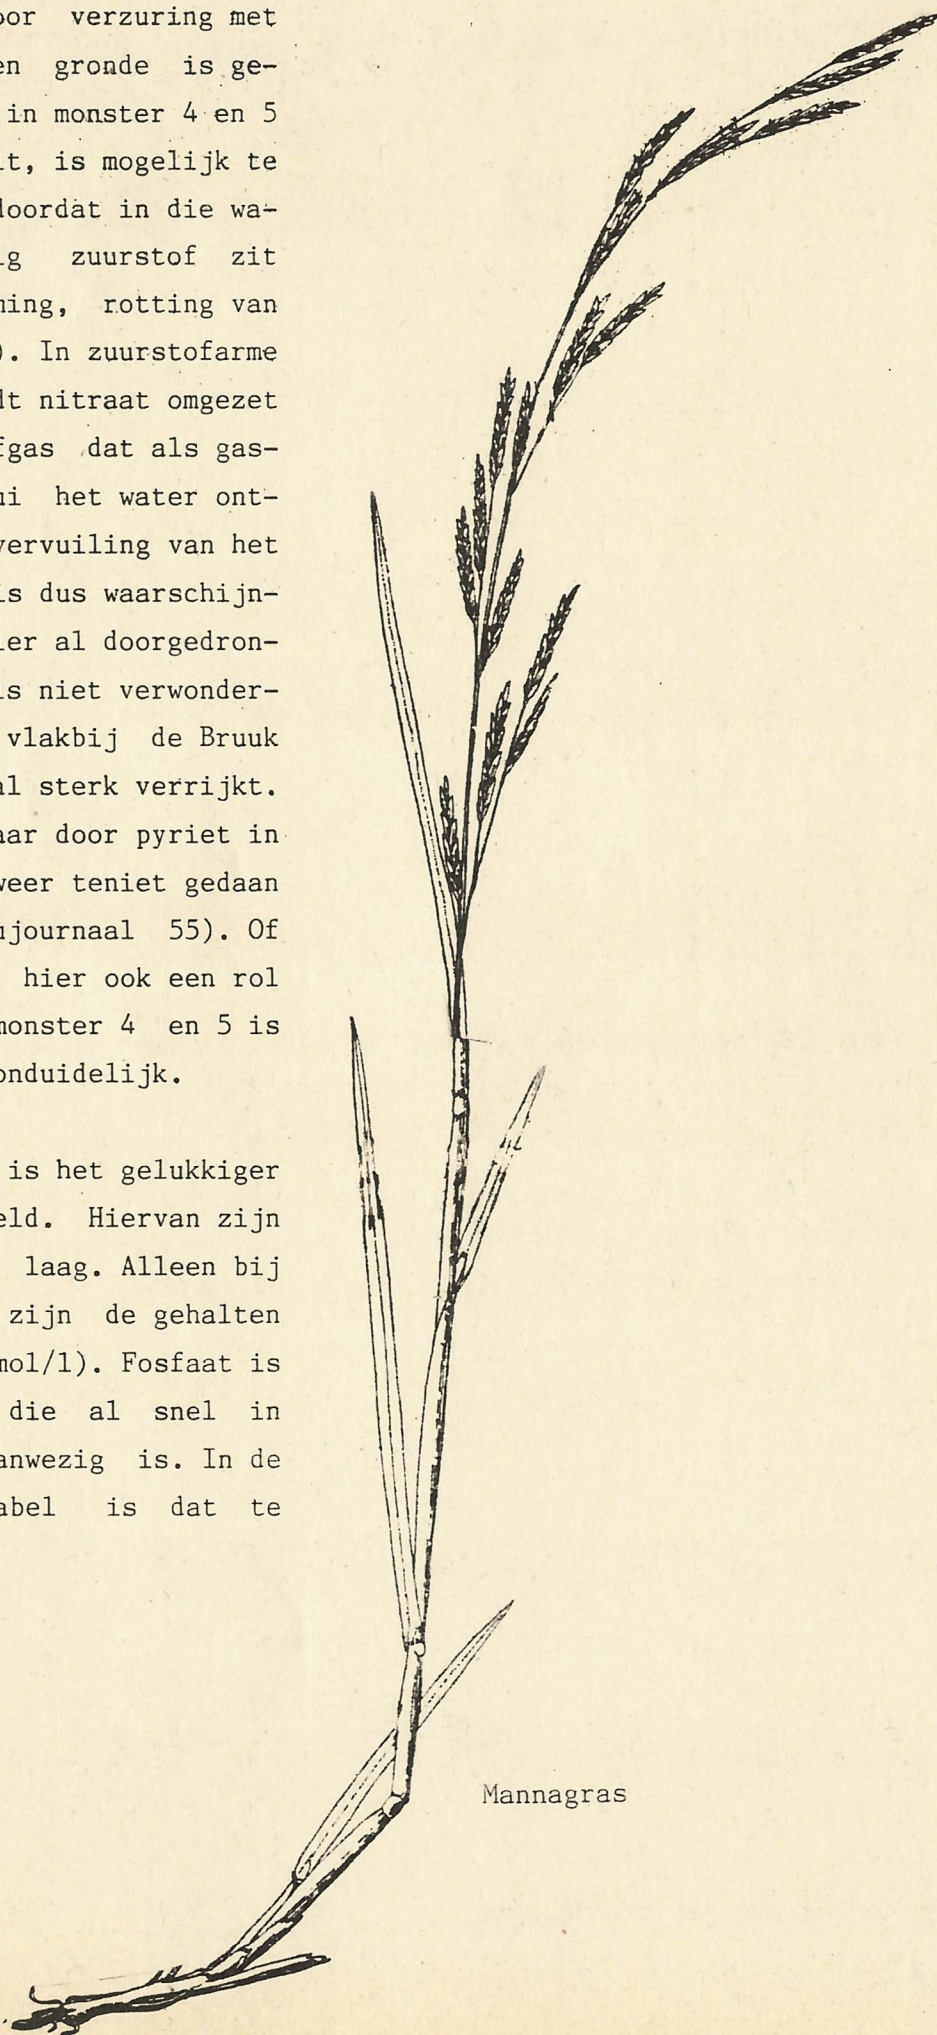 oor verzuring met
en gronde is ge-
in monster 4 en 5
lt, is mogelijk te
doordat in die wa-
ig zuurstof zit
ming, rotting van
). In zuurstofarme
dt nitraat omgezet
fgas dat als gas-
ui het water ont-
vervuiling van het
is dus waarschijn-
ier al doorgedron-
is niet verwonder-
vlakbij de Bruuk
al sterk verrijkt.
aar door pyriet in
weer teniet gedaan
ujournaal 55). Of
hier ook een rol
monster 4 en 5 is
onduidelijk.
is het gelukkiger
eld. Hiervan zijn
laag. Alleen bij
zijn de gehalten
mol/l). Fosfaat is
die al snel in
anwezig is. In de
abel is dat te
Mannagras